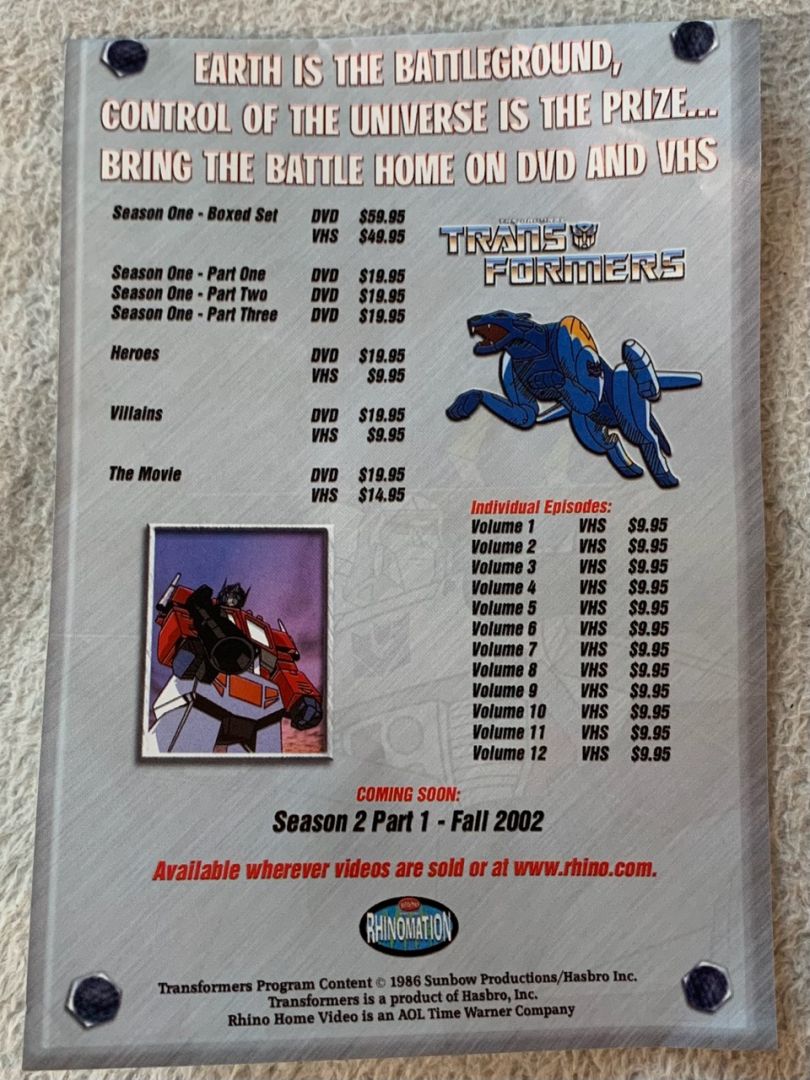 EARTH IS THE BATTLEGROUND,
CONTROL OF THE UNIVERSE IS THE PRIZE...
BRING THE BATTLE HOME ON DVD AND VHS
Season One - Boxed Set DVD $59.95
VHS $49.95
Season One - Part One DVD $19.95
Season One - Part Two DVD $19.95
Season One - Part Three DVD $19.95
Heroes DVD $19.95
VHS $9.95
Villains DVD $19.95
VHS $9.95
The Movie DVD $19.95
VHS $14.95
TRANS
FORMERS
Individual Episodes:
Volume 1 VHS $9.95
Volume 2 VHS $9.95
Volume 3 VHS $9.95
Volume 4 VHS $9.95
Volume 5 VHS $9.95
Volume 6 VHS $9.95
Volume 7 VHS $9.95
Volume 8 VHS $9.95
Volume 9 VHS $9.95
Volume 10 VHS $9.95
Volume 11 VHS $9.95
Volume 12 VHS $9.95
COMING SOON:
Season 2 Part 1 - Fall 2002
Available wherever videos are sold or at www.rhino.com.
RHINOMATION
Transformers Program Content © 1986 Sunbow Productions/Hasbro Inc.
Transformers is a product of Hasbro, Inc.
Rhino Home Video is an AOL Time Warner Company